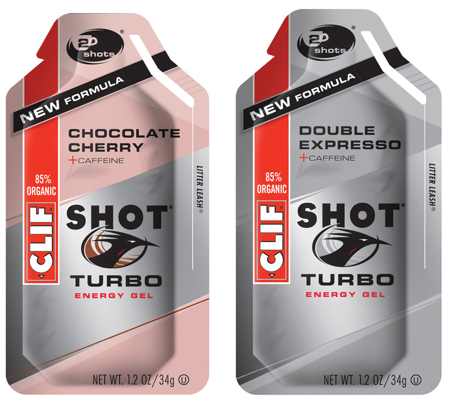 2D
shots
NEW FORMULA
CHOCOLATE
CHERRY
+CAFFEINE
85%
ORGANIC
LITTER LEASH®
CLIF
SHOT®
TURBO
ENERGY GEL
NET WT. 1.2 OZ/34g U
2D
shots
NEW FORMULA
DOUBLE
EXPRESSO
+CAFFEINE
85%
ORGANIC
LITTER LEASH®
CLIF
SHOT®
TURBO
ENERGY GEL
NET WT. 1.2 OZ/34g U